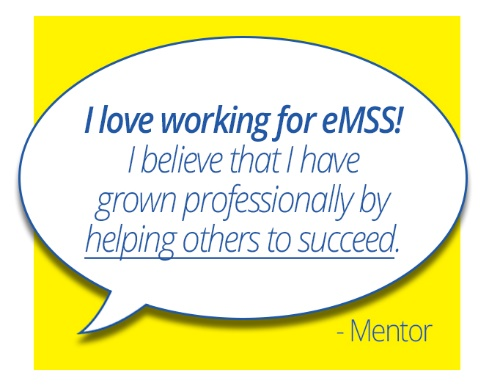 I love working for eMSS!
I believe that I have
grown professionally by
helping others to succeed.
- Mentor